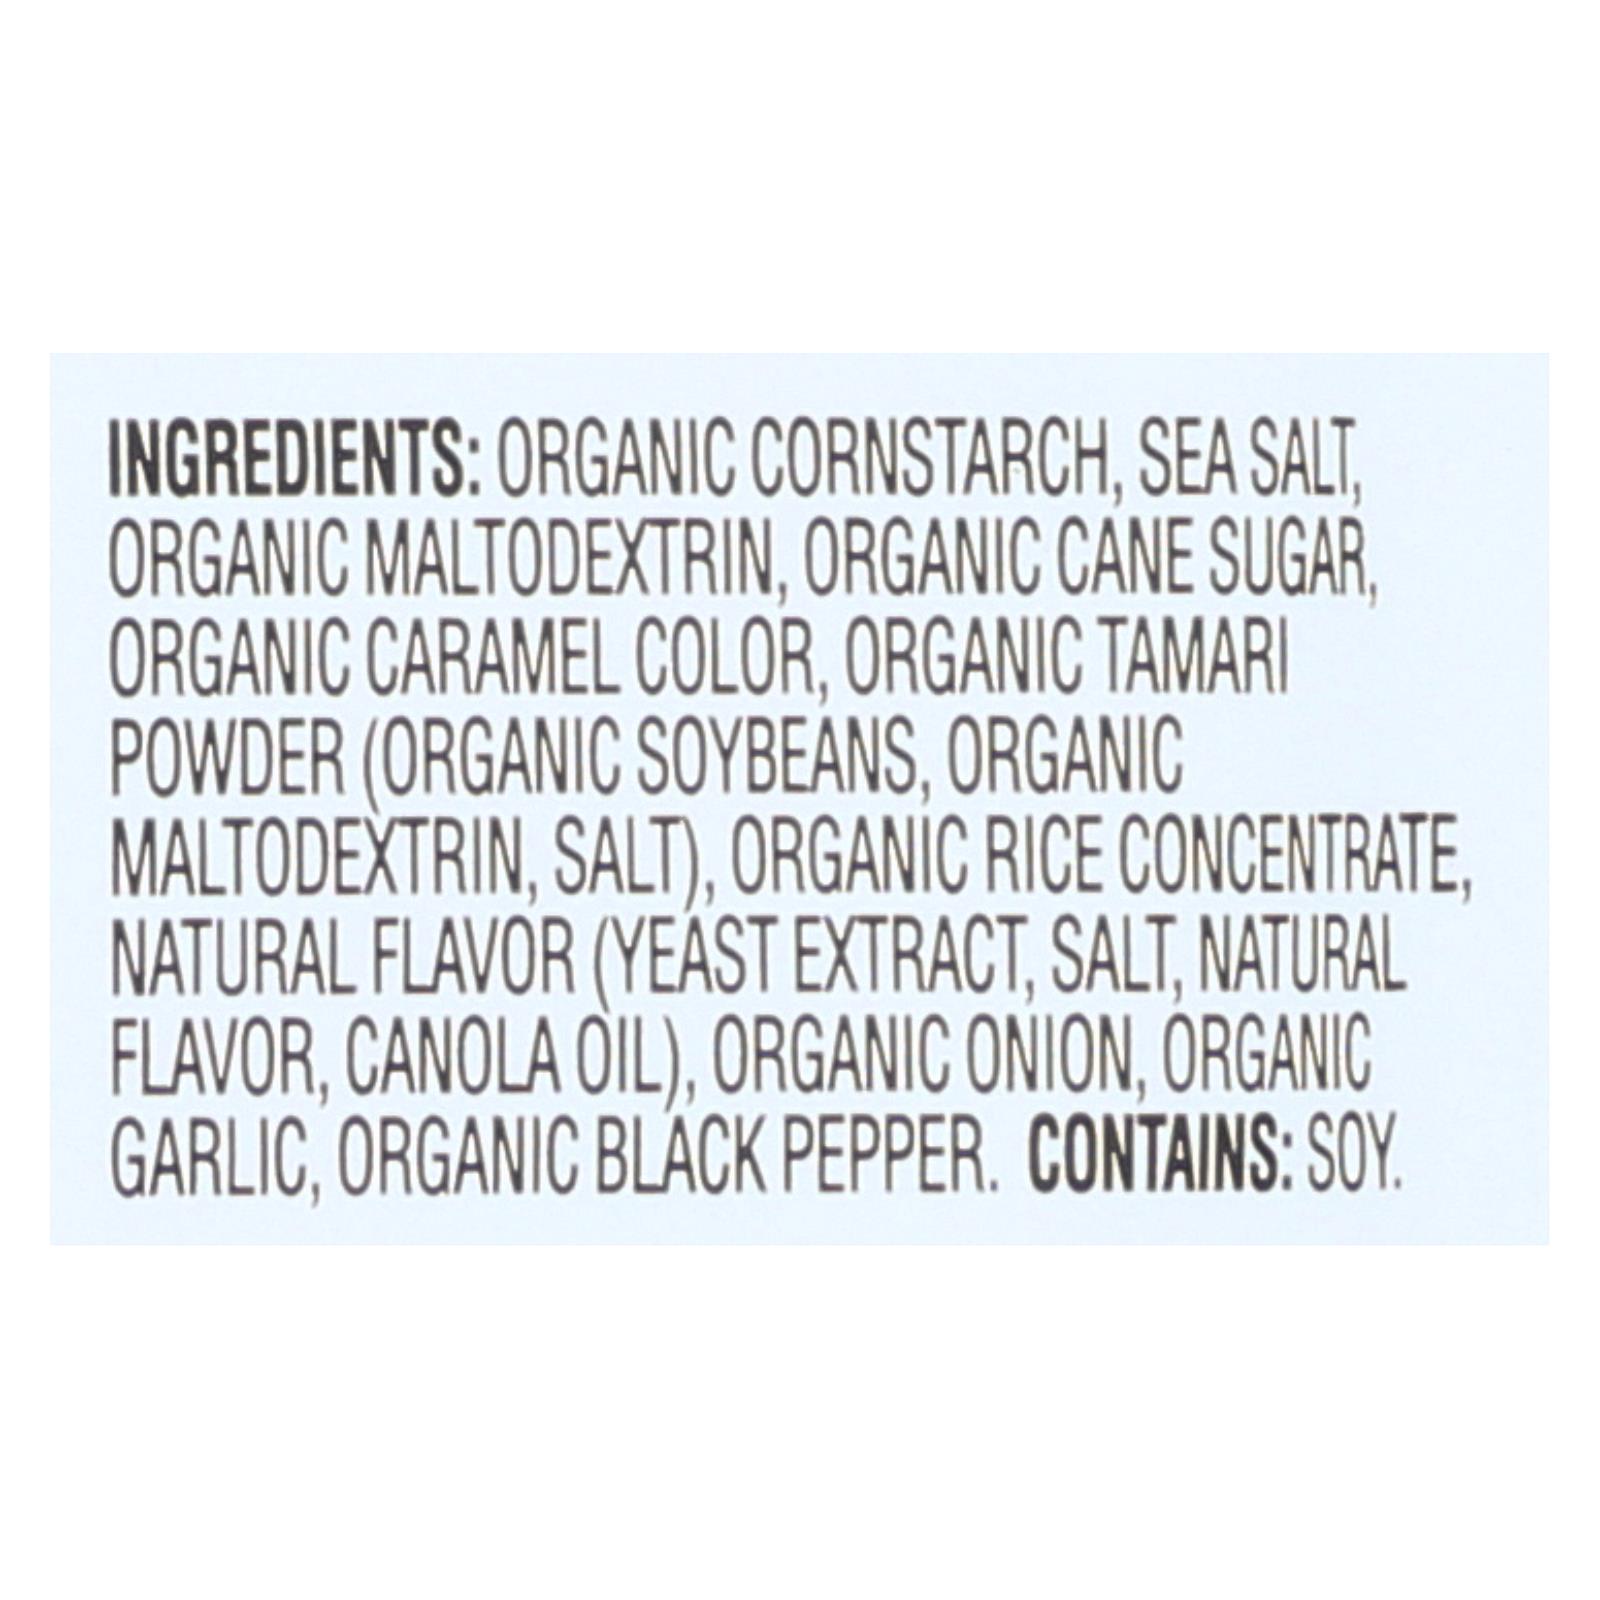 INGREDIENTS: ORGANIC CORNSTARCH, SEA SALT,
ORGANIC MALTODEXTRIN, ORGANIC CANE SUGAR,
ORGANIC CARAMEL COLOR, ORGANIC TAMARI
POWDER (ORGANIC SOYBEANS, ORGANIC
MALTODEXTRIN, SALT), ORGANIC RICE CONCENTRATE,
NATURAL FLAVOR (YEAST EXTRACT, SALT, NATURAL
FLAVOR, CANOLA OIL), ORGANIC ONION, ORGANIC
GARLIC, ORGANIC BLACK PEPPER. CONTAINS: SOY.